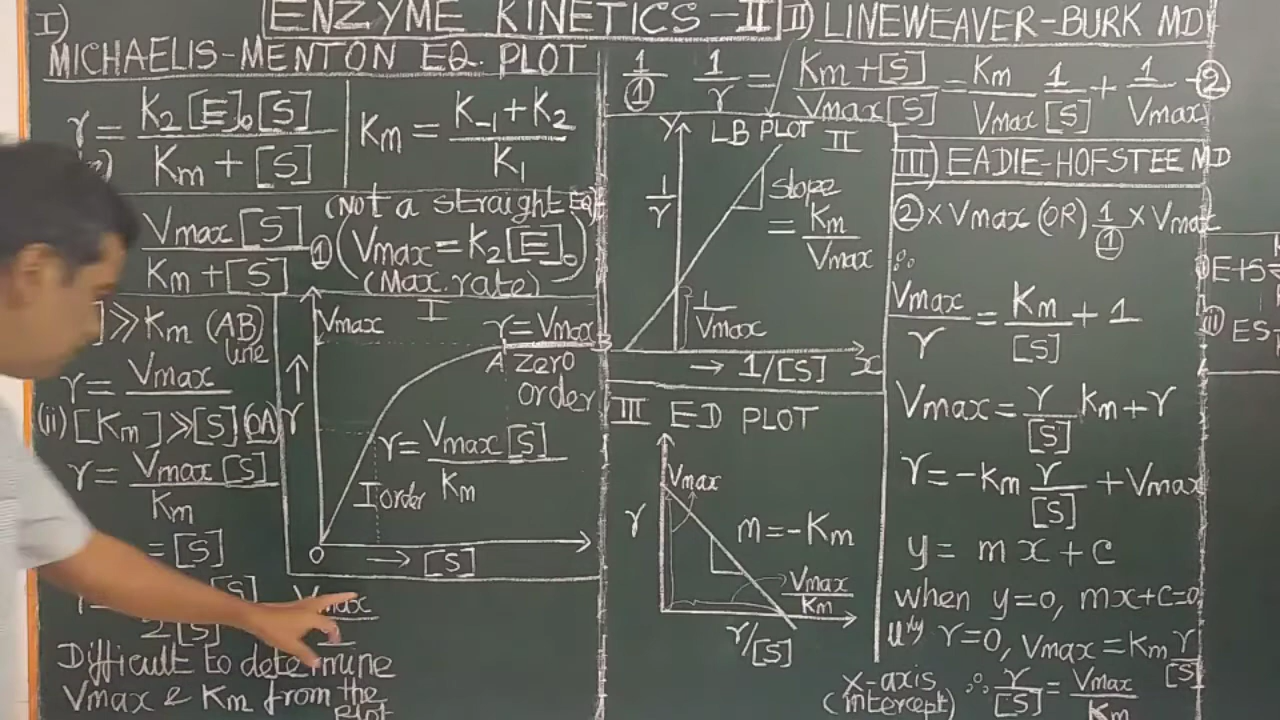 ENZYME KINETICS-II
I)
MICHAELIS-MENTON EQ. PLOT
r = K2[E]o[S] / Km + [S]
Km = K-1 + K2 / K1
Vmax[S] / Km + [S] ①
(Not a straight Eq)
(Vmax = K2[E]o)
(Max. rate)
] ≫ Km (AB) line
r = Vmax
(ii) [Km] ≫ [S] (OA)
r = Vmax [S] / Km
= [S]
2[S]
Vmax
Difficult to determine
Vmax & Km from the
Plot
I
Vmax
r = Vmax
A zero
order
B
r
r = Vmax [S] / Km
I order
O
→ [S]
II) LINEWEAVER-BURK MD
1/① 1/r = Km + [S] / Vmax [S] = Km / Vmax 1/[S] + 1/Vmax -②
Y LB PLOT II
1/r
Slope
= Km / Vmax
1/Vmax
→ 1/[S] x
III ED PLOT
Vmax
r
m = -Km
Vmax / Km
r/[S]
III) EADIE-HOFSTEE MD
② × Vmax (OR) 1/① × Vmax
∴
Vmax / r = Km / [S] + 1
Vmax = r / [S] Km + r
r = -Km r / [S] + Vmax
y = m x + c
when y=0, mx+c=0
lllrly r=0, Vmax = Km r / [S]
x-axis
(intercept) ∴ r / [S] = Vmax / Km
E+S
ES